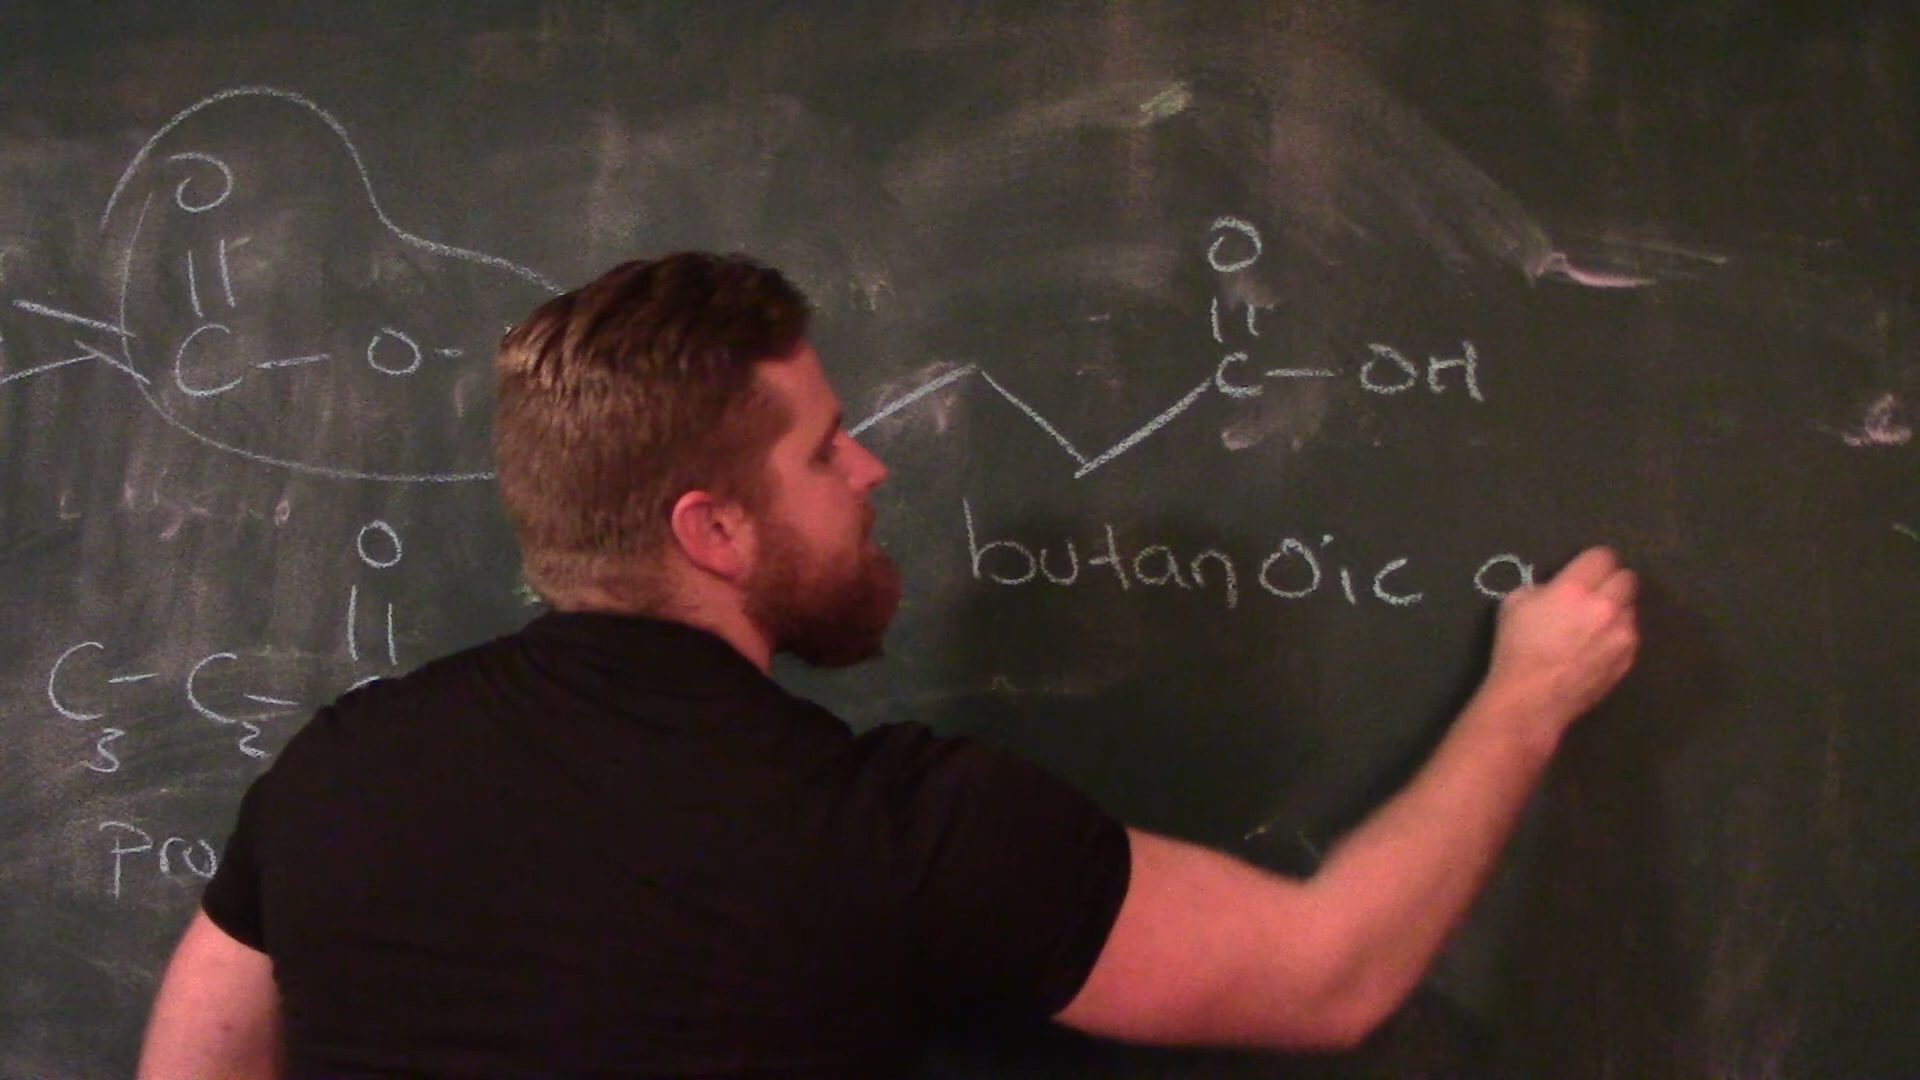 O
C - O -
O
C - OH
butanoic a
O
C - C -
3 2
Pro